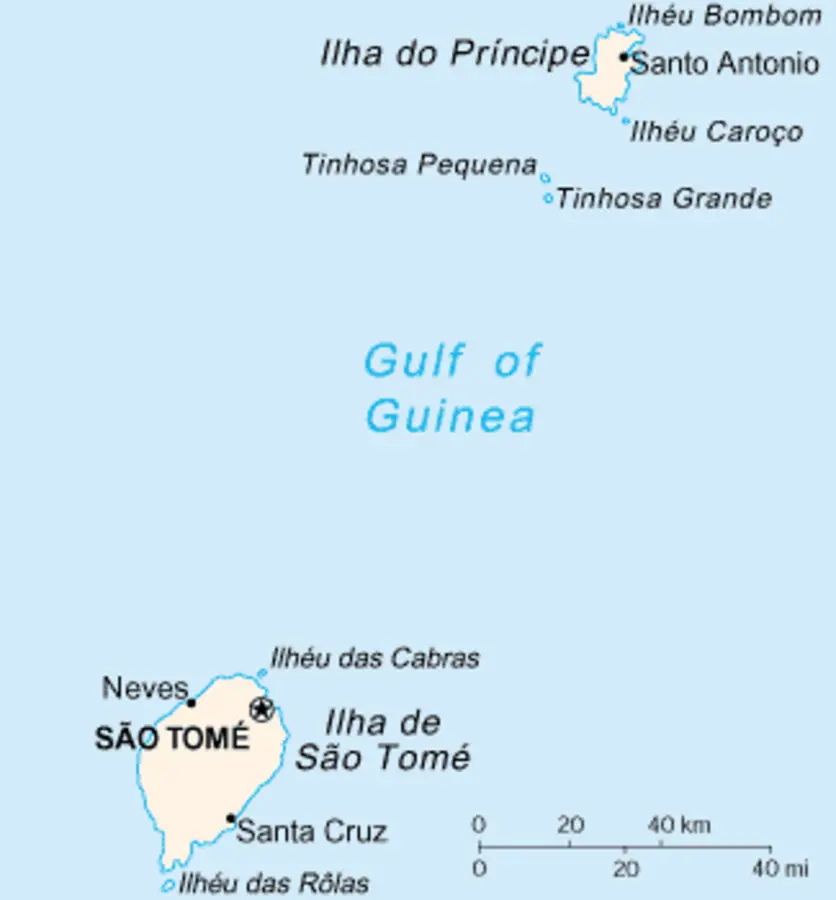 Ilhéu Bombom
Ilha do Príncipe
Santo Antonio
Ilhéu Caroço
Tinhosa Pequena
Tinhosa Grande
Gulf of
Guinea
Ilhéu das Cabras
Neves
SÃO TOMÉ
Ilha de
São Tomé
Santa Cruz
0 20 40 km
0 20 40 mi
Ilhéu das Rôlas